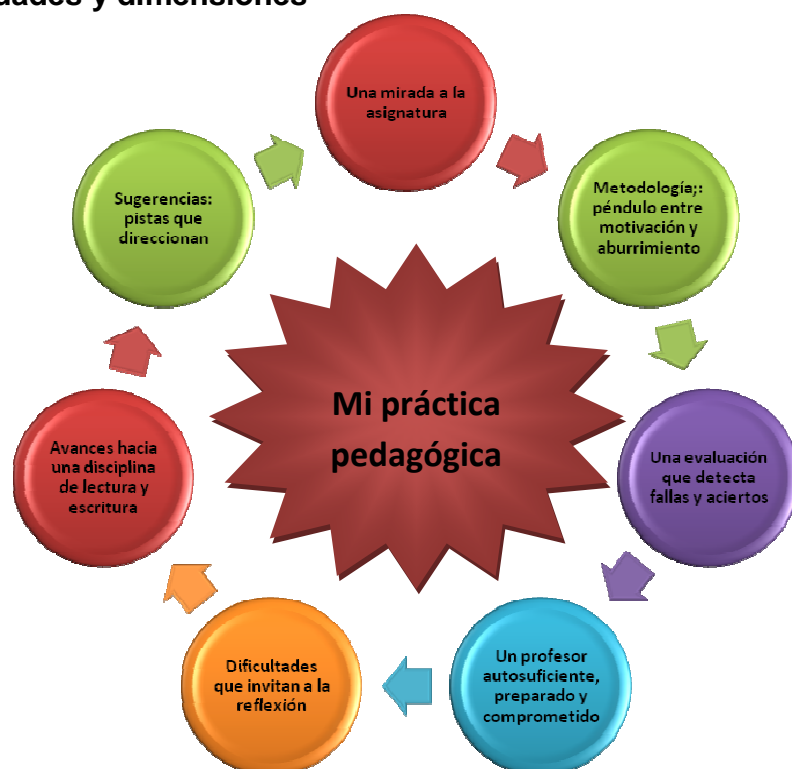 dades y dimensiones
Una mirada a la
asignatura
Metodología;:
péndulo entre
motivación y
aburrimiento
Una evaluación
que detecta
fallas y aciertos
Un profesor
autosuficiente,
preparado y
comprometido
Dificultades
que invitan a la
reflexión
Avances hacia
una disciplina
de lectura y
escritura
Sugerencias:
pistas que
direccionan
Mi práctica
pedagógica